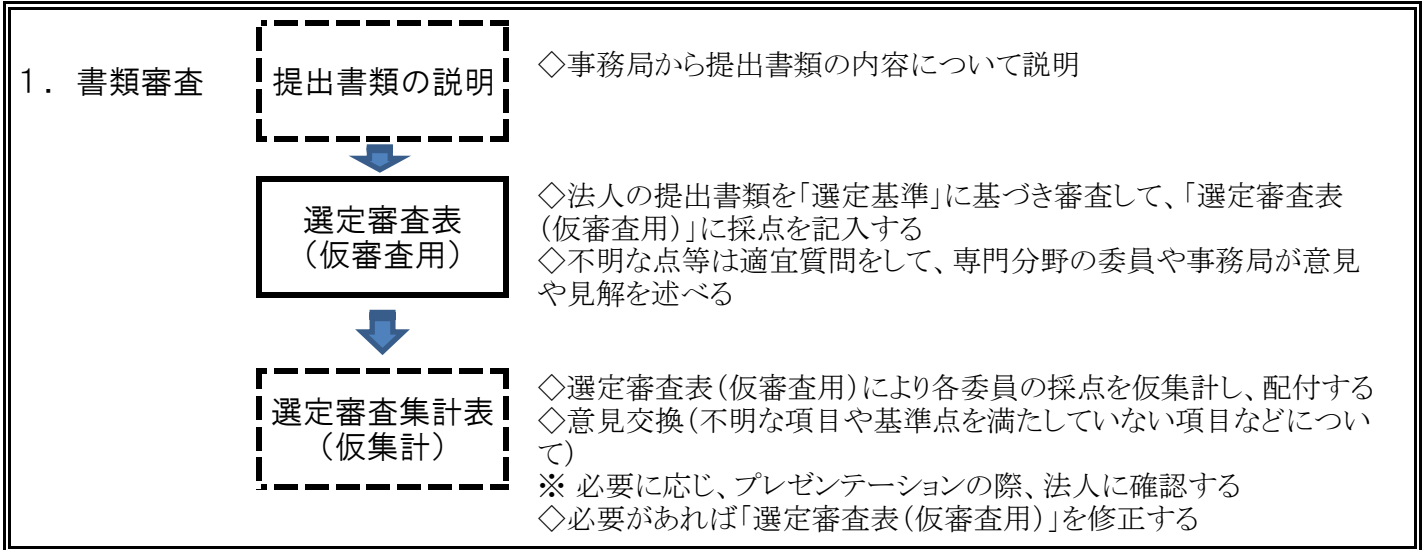 1. 書類審査
提出書類の説明
◇事務局から提出書類の内容について説明
選定審査表
(仮審査用)
◇法人の提出書類を「選定基準」に基づき審査して、「選定審査表
(仮審査用)」に採点を記入する
◇不明な点等は適宜質問をして、専門分野の委員や事務局が意見
や見解を述べる
選定審査集計表
(仮集計)
◇選定審査表(仮審査用)により各委員の採点を仮集計し、配付する
◇意見交換(不明な項目や基準点を満たしていない項目などについ
て)
※ 必要に応じ、プレゼンテーションの際、法人に確認する
◇必要があれば「選定審査表(仮審査用)」を修正する